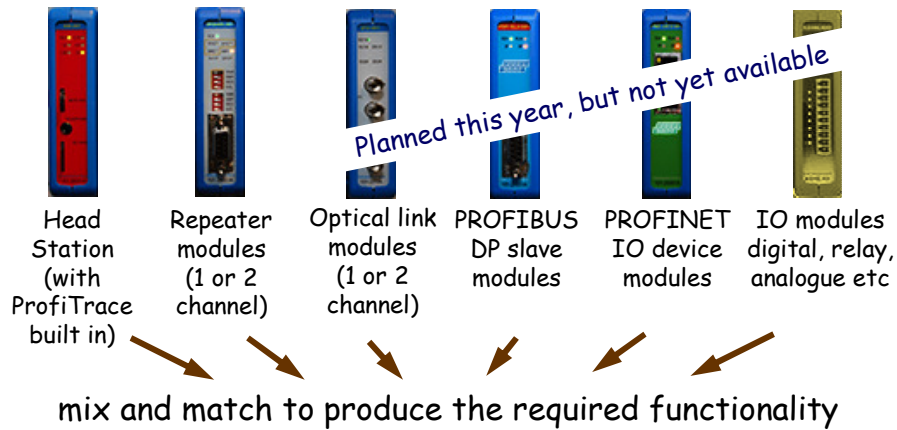 Planned this year, but not yet available
Head
Station
(with
ProfiTrace
built in)
Repeater
modules
(1 or 2
channel)
Optical link
modules
(1 or 2
channel)
PROFIBUS
DP slave
modules
PROFINET
IO device
modules
IO modules
digital, relay,
analogue etc
mix and match to produce the required functionality